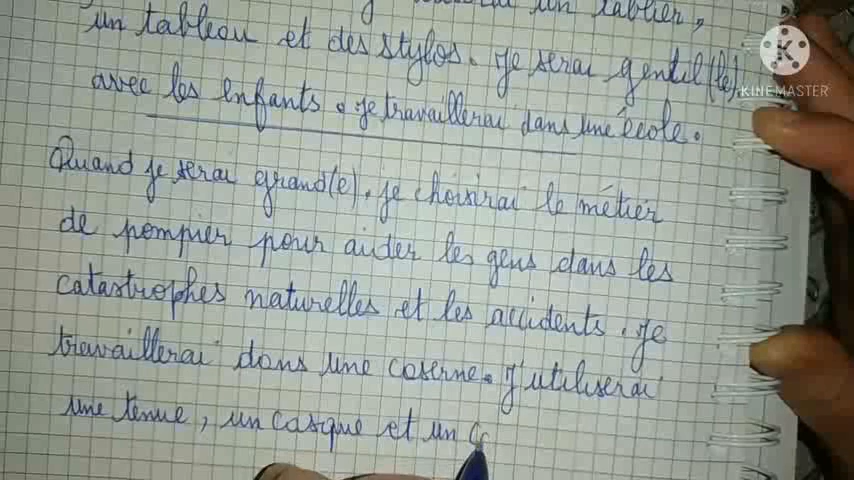 un tablier,
un tableau et des stylos. Je serai gentil(le)
avec les enfants. Je travaillerai dans une école.
Quand je serai grand(e). je choisirai le métier
de pompier pour aider les gens dans les
catastrophes naturelles et les accidents. Je
travaillerai dans une caserne. J'utiliserai
une tenue, un casque et un
KINEMASTER